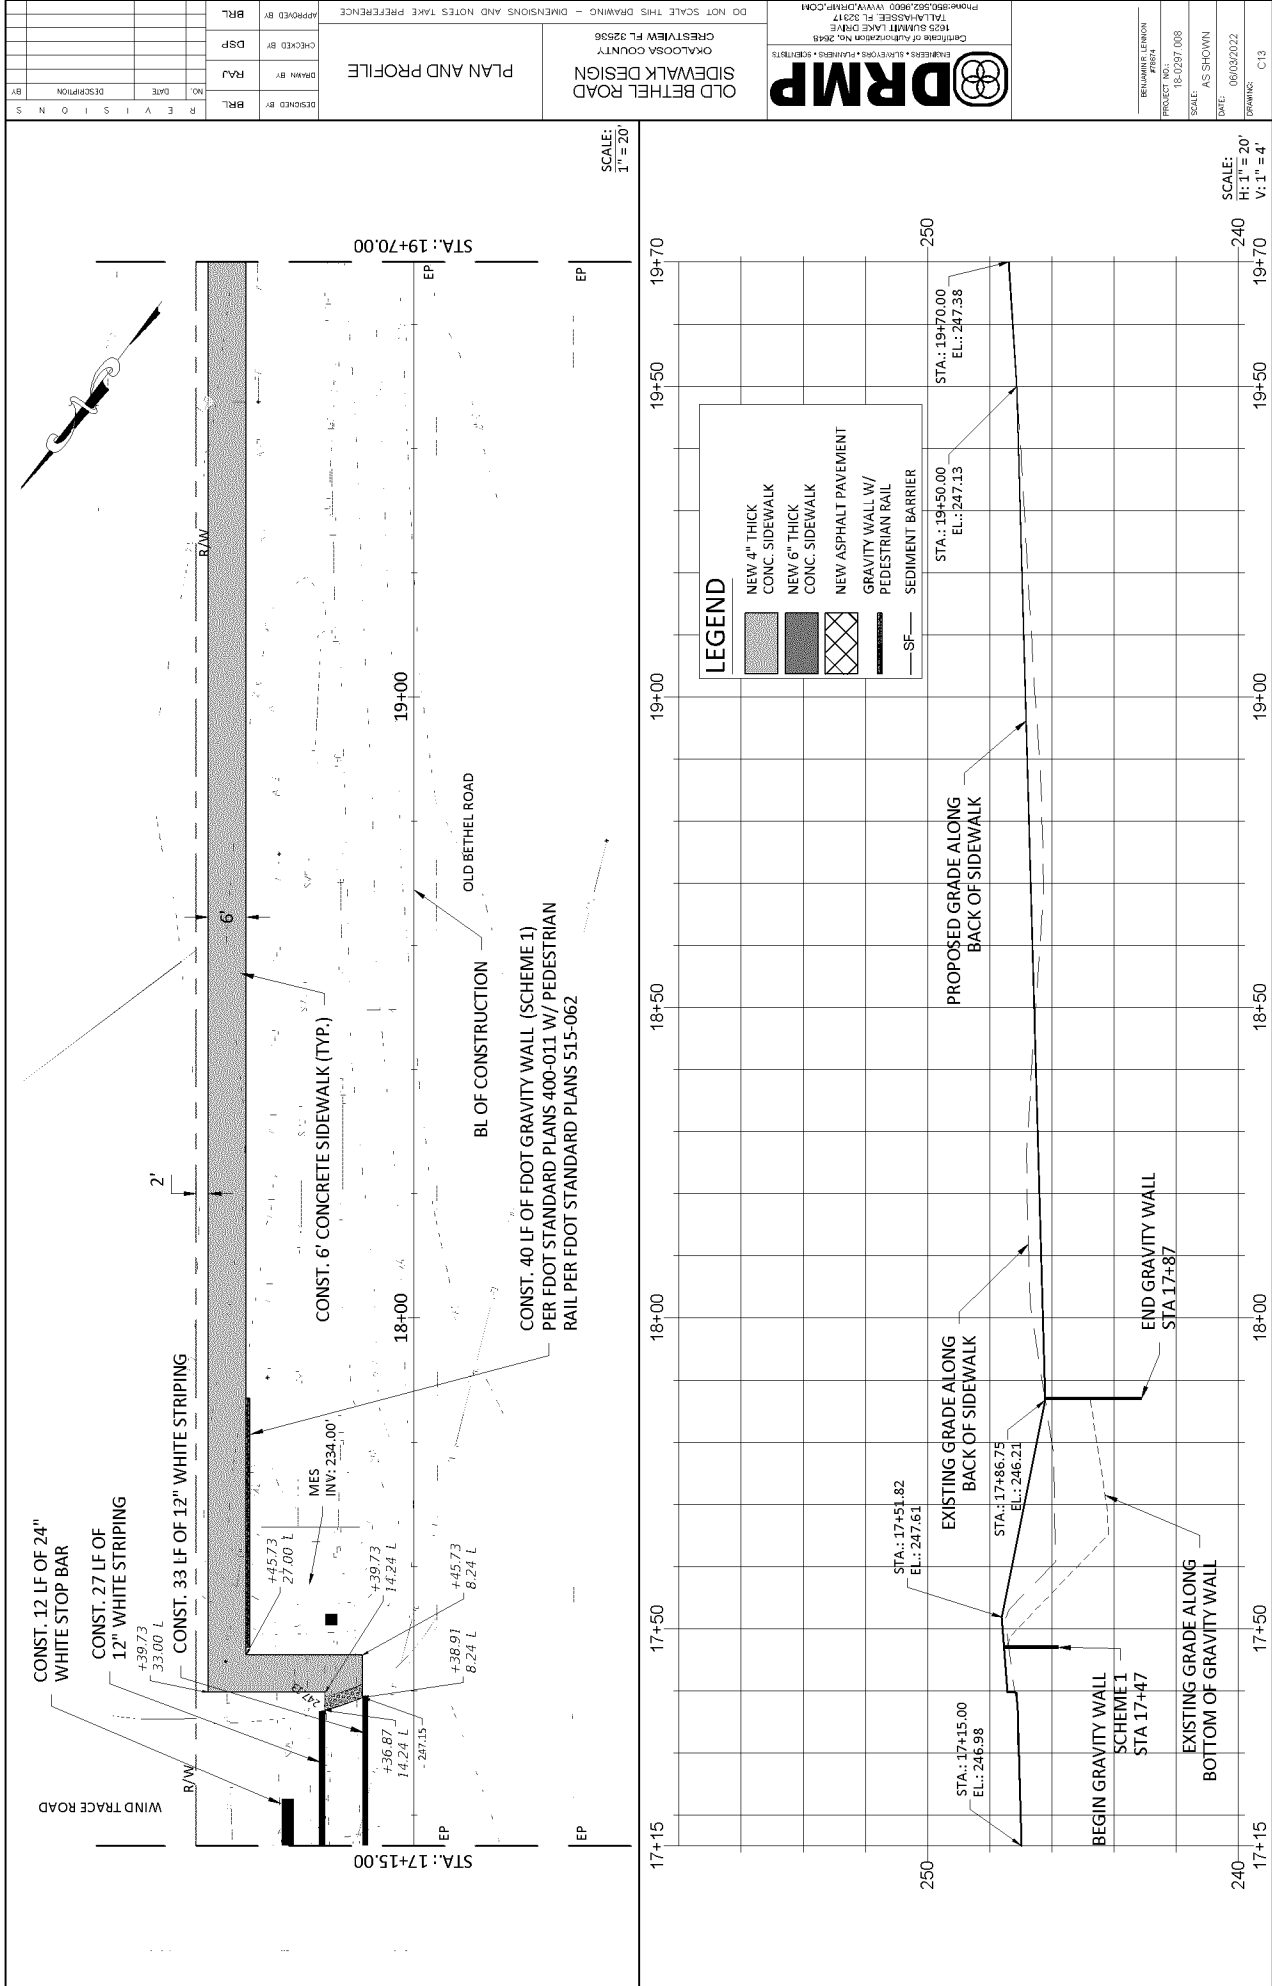 STA.: 17+15.00
STA.: 19+70.00
WIND TRACE ROAD
CONST. 12 LF OF 24"
WHITE STOP BAR
CONST. 27 LF OF
12" WHITE STRIPING
+39.73
33.00 L
CONST. 33 LF OF 12" WHITE STRIPING
R/W
R/W
2'
6'
CONST. 6' CONCRETE SIDEWALK (TYP.)
+45.73
27.00 L
MES
INV: 234.00'
+39.73
14.24 L
+45.73
8.24 L
+38.91
8.24 L
+36.87
14.24 L
247.15
247.13
18+00
19+00
EP
EP
EP
EP
OLD BETHEL ROAD
BL OF CONSTRUCTION
CONST. 40 LF OF FDOT GRAVITY WALL (SCHEME 1)
PER FDOT STANDARD PLANS 400-011 W/ PEDESTRIAN
RAIL PER FDOT STANDARD PLANS 515-062
SCALE:
1" = 20'
17+15
17+50
18+00
18+50
19+00
19+50
19+70
LEGEND
NEW 4" THICK
CONC. SIDEWALK
NEW 6" THICK
CONC. SIDEWALK
NEW ASPHALT PAVEMENT
GRAVITY WALL W/
PEDESTRIAN RAIL
SF
SEDIMENT BARRIER
250
250
STA.: 17+15.00
EL.: 246.98
STA.: 17+51.82
EL.: 247.61
EXISTING GRADE ALONG
BACK OF SIDEWALK
STA.: 17+86.75
EL.: 246.21
PROPOSED GRADE ALONG
BACK OF SIDEWALK
STA.: 19+50.00
EL.: 247.13
STA.: 19+70.00
EL.: 247.38
BEGIN GRAVITY WALL
SCHEME 1
STA 17+47
END GRAVITY WALL
STA 17+87
EXISTING GRADE ALONG
BOTTOM OF GRAVITY WALL
240
240
17+15
17+50
18+00
18+50
19+00
19+50
19+70
SCALE:
H: 1" = 20'
V: 1" = 4'
REVISIONS
NO.
DATE
DESCRIPTION
BY
DESIGNED BY
BRL
DRAWN BY
RAJ
CHECKED BY
DSP
APPROVED BY
BRL
PLAN AND PROFILE
DO NOT SCALE THIS DRAWING - DIMENSIONS AND NOTES TAKE PREFERENCE
OLD BETHEL ROAD
SIDEWALK DESIGN
OKALOOSA COUNTY
CRESTVIEW FL 32536
DRMP
ENGINEERS • SURVEYORS • PLANNERS • SCIENTISTS
Certificate of Authorization No. 2648
1625 SUMMIT LAKE DRIVE
TALLAHASSEE, FL 32317
Phone:850.562.9600 WWW.DRMP.COM
BENJAMIN R. LENNON
#78674
PROJECT NO.:
18-0297.008
SCALE:
AS SHOWN
DATE:
06/03/2022
DRAWING:
C13